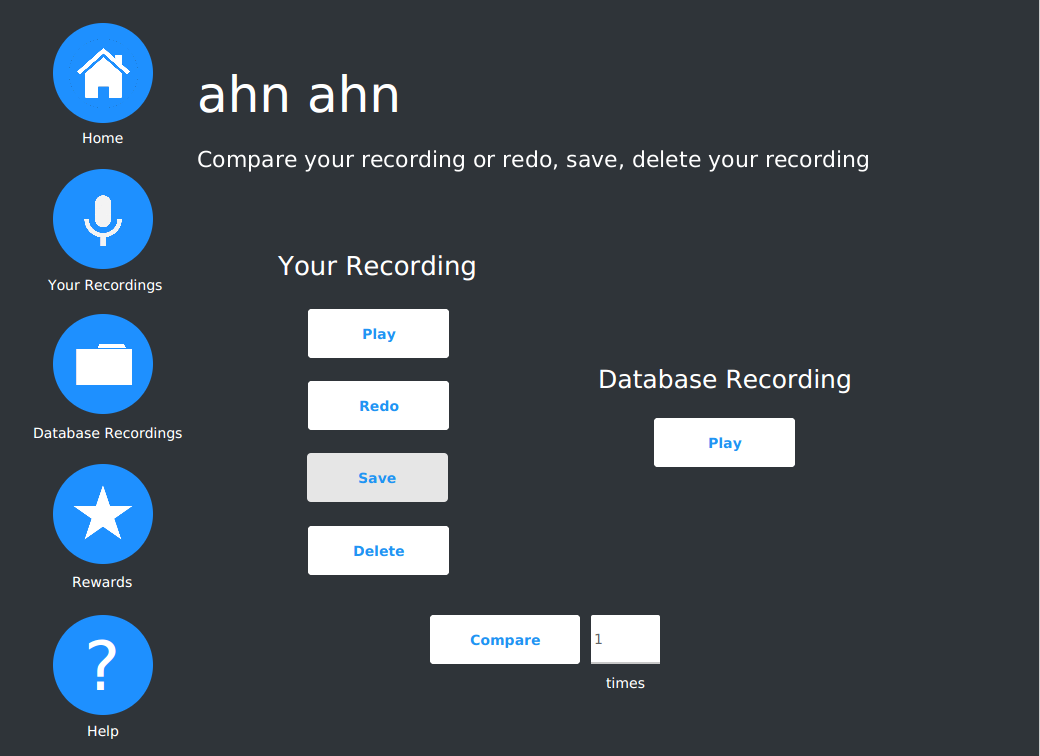 Home
Your Recordings
Database Recordings
Rewards
?
Help
ahn ahn
Compare your recording or redo, save, delete your recording
Your Recording
Play
Redo
Save
Delete
Database Recording
Play
Compare
1
times